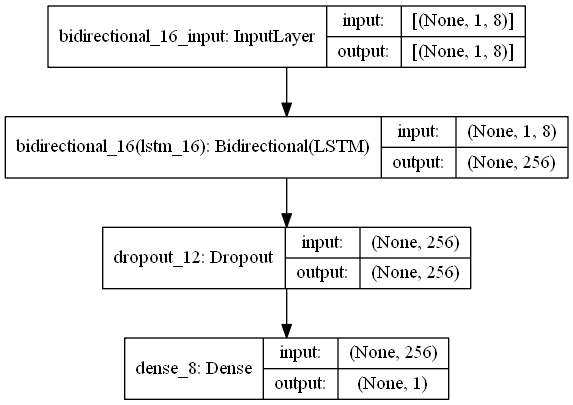 bidirectional_16_input: InputLayer
input: [(None, 1, 8)]
output: [(None, 1, 8)]
bidirectional_16(lstm_16): Bidirectional(LSTM)
input: (None, 1, 8)
output: (None, 256)
dropout_12: Dropout
input: (None, 256)
output: (None, 256)
dense_8: Dense
input: (None, 256)
output: (None, 1)